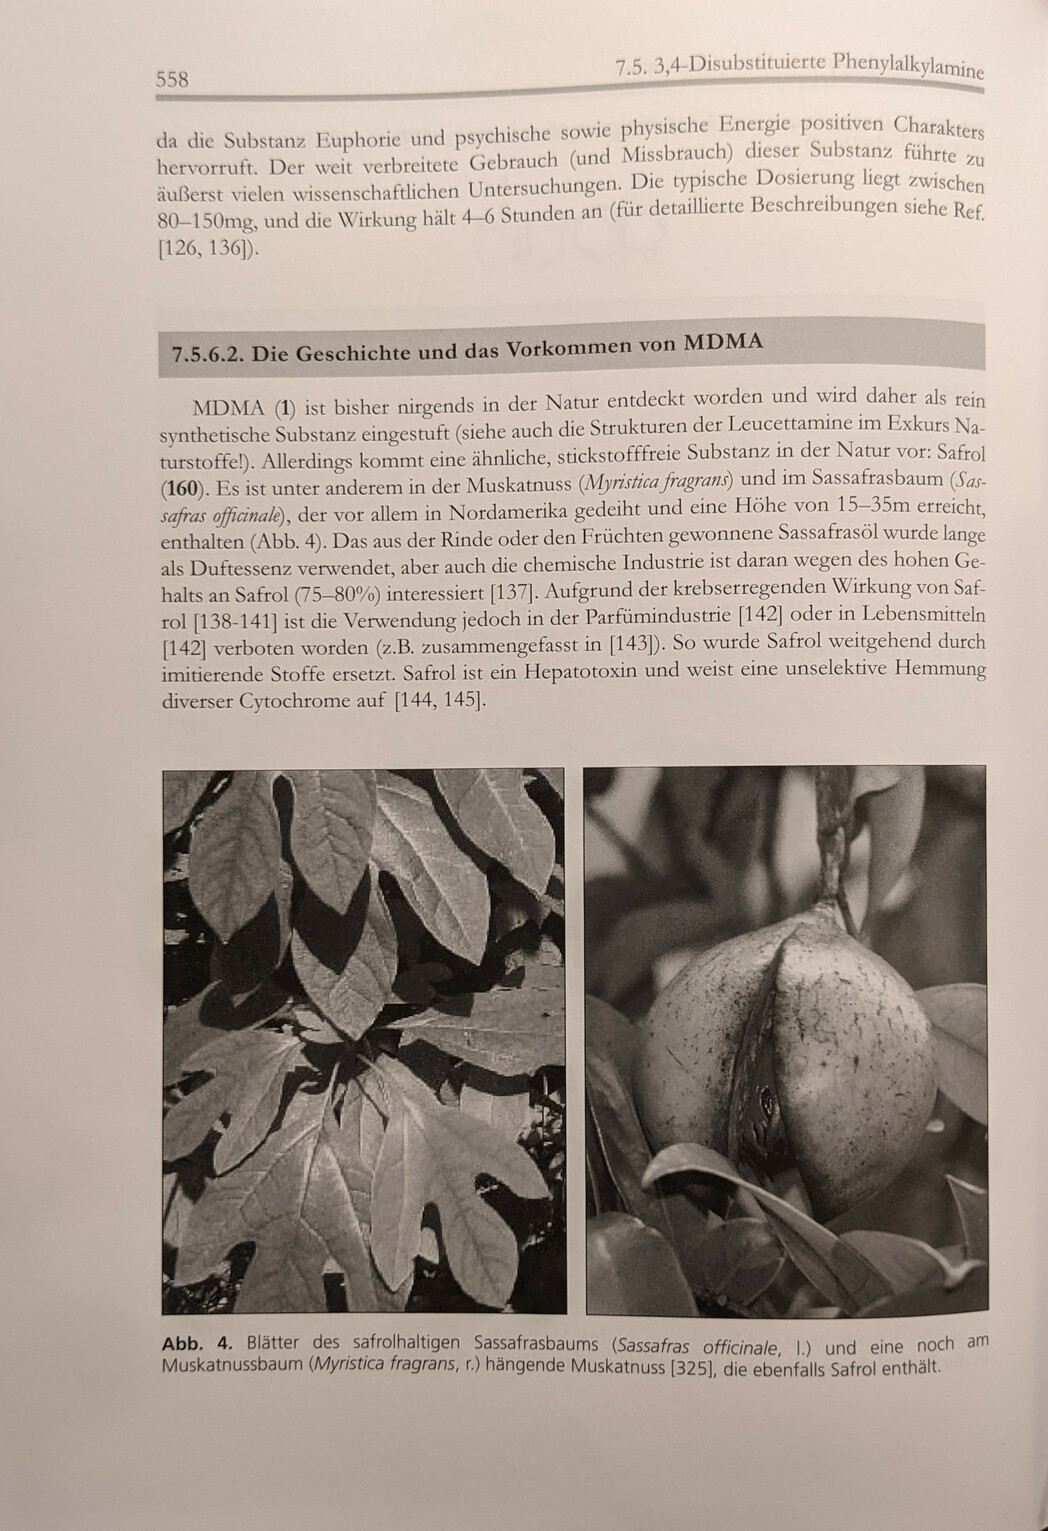 558
7.5. 3,4-Disubstituierte Phenylalkylamine
da die Substanz Euphorie und psychische sowie physische Energie positiven Charakters
hervorruft. Der weit verbreitete Gebrauch (und Missbrauch) dieser Substanz führte zu
äußerst vielen wissenschaftlichen Untersuchungen. Die typische Dosierung liegt zwischen
80–150mg, und die Wirkung hält 4–6 Stunden an (für detaillierte Beschreibungen siehe Ref.
[126, 136]).
7.5.6.2. Die Geschichte und das Vorkommen von MDMA
MDMA (1) ist bisher nirgends in der Natur entdeckt worden und wird daher als rein
synthetische Substanz eingestuft (siehe auch die Strukturen der Leucettamine im Exkurs Na-
turstoffe!). Allerdings kommt eine ähnliche, stickstofffreie Substanz in der Natur vor: Safrol
(160). Es ist unter anderem in der Muskatnuss (Myristica fragrans) und im Sassafrasbaum (Sas-
safras officinale), der vor allem in Nordamerika gedeiht und eine Höhe von 15–35m erreicht,
enthalten (Abb. 4). Das aus der Rinde oder den Früchten gewonnene Sassafrasöl wurde lange
als Duftessenz verwendet, aber auch die chemische Industrie ist daran wegen des hohen Ge-
halts an Safrol (75–80%) interessiert [137]. Aufgrund der krebserregenden Wirkung von Saf-
rol [138-141] ist die Verwendung jedoch in der Parfümindustrie [142] oder in Lebensmitteln
[142] verboten worden (z.B. zusammengefasst in [143]). So wurde Safrol weitgehend durch
imitierende Stoffe ersetzt. Safrol ist ein Hepatotoxin und weist eine unselektive Hemmung
diverser Cytochrome auf [144, 145].
Abb. 4. Blätter des safrolhaltigen Sassafrasbaums (Sassafras officinale, l.) und eine noch am
Muskatnussbaum (Myristica fragrans, r.) hängende Muskatnuss [325], die ebenfalls Safrol enthält.